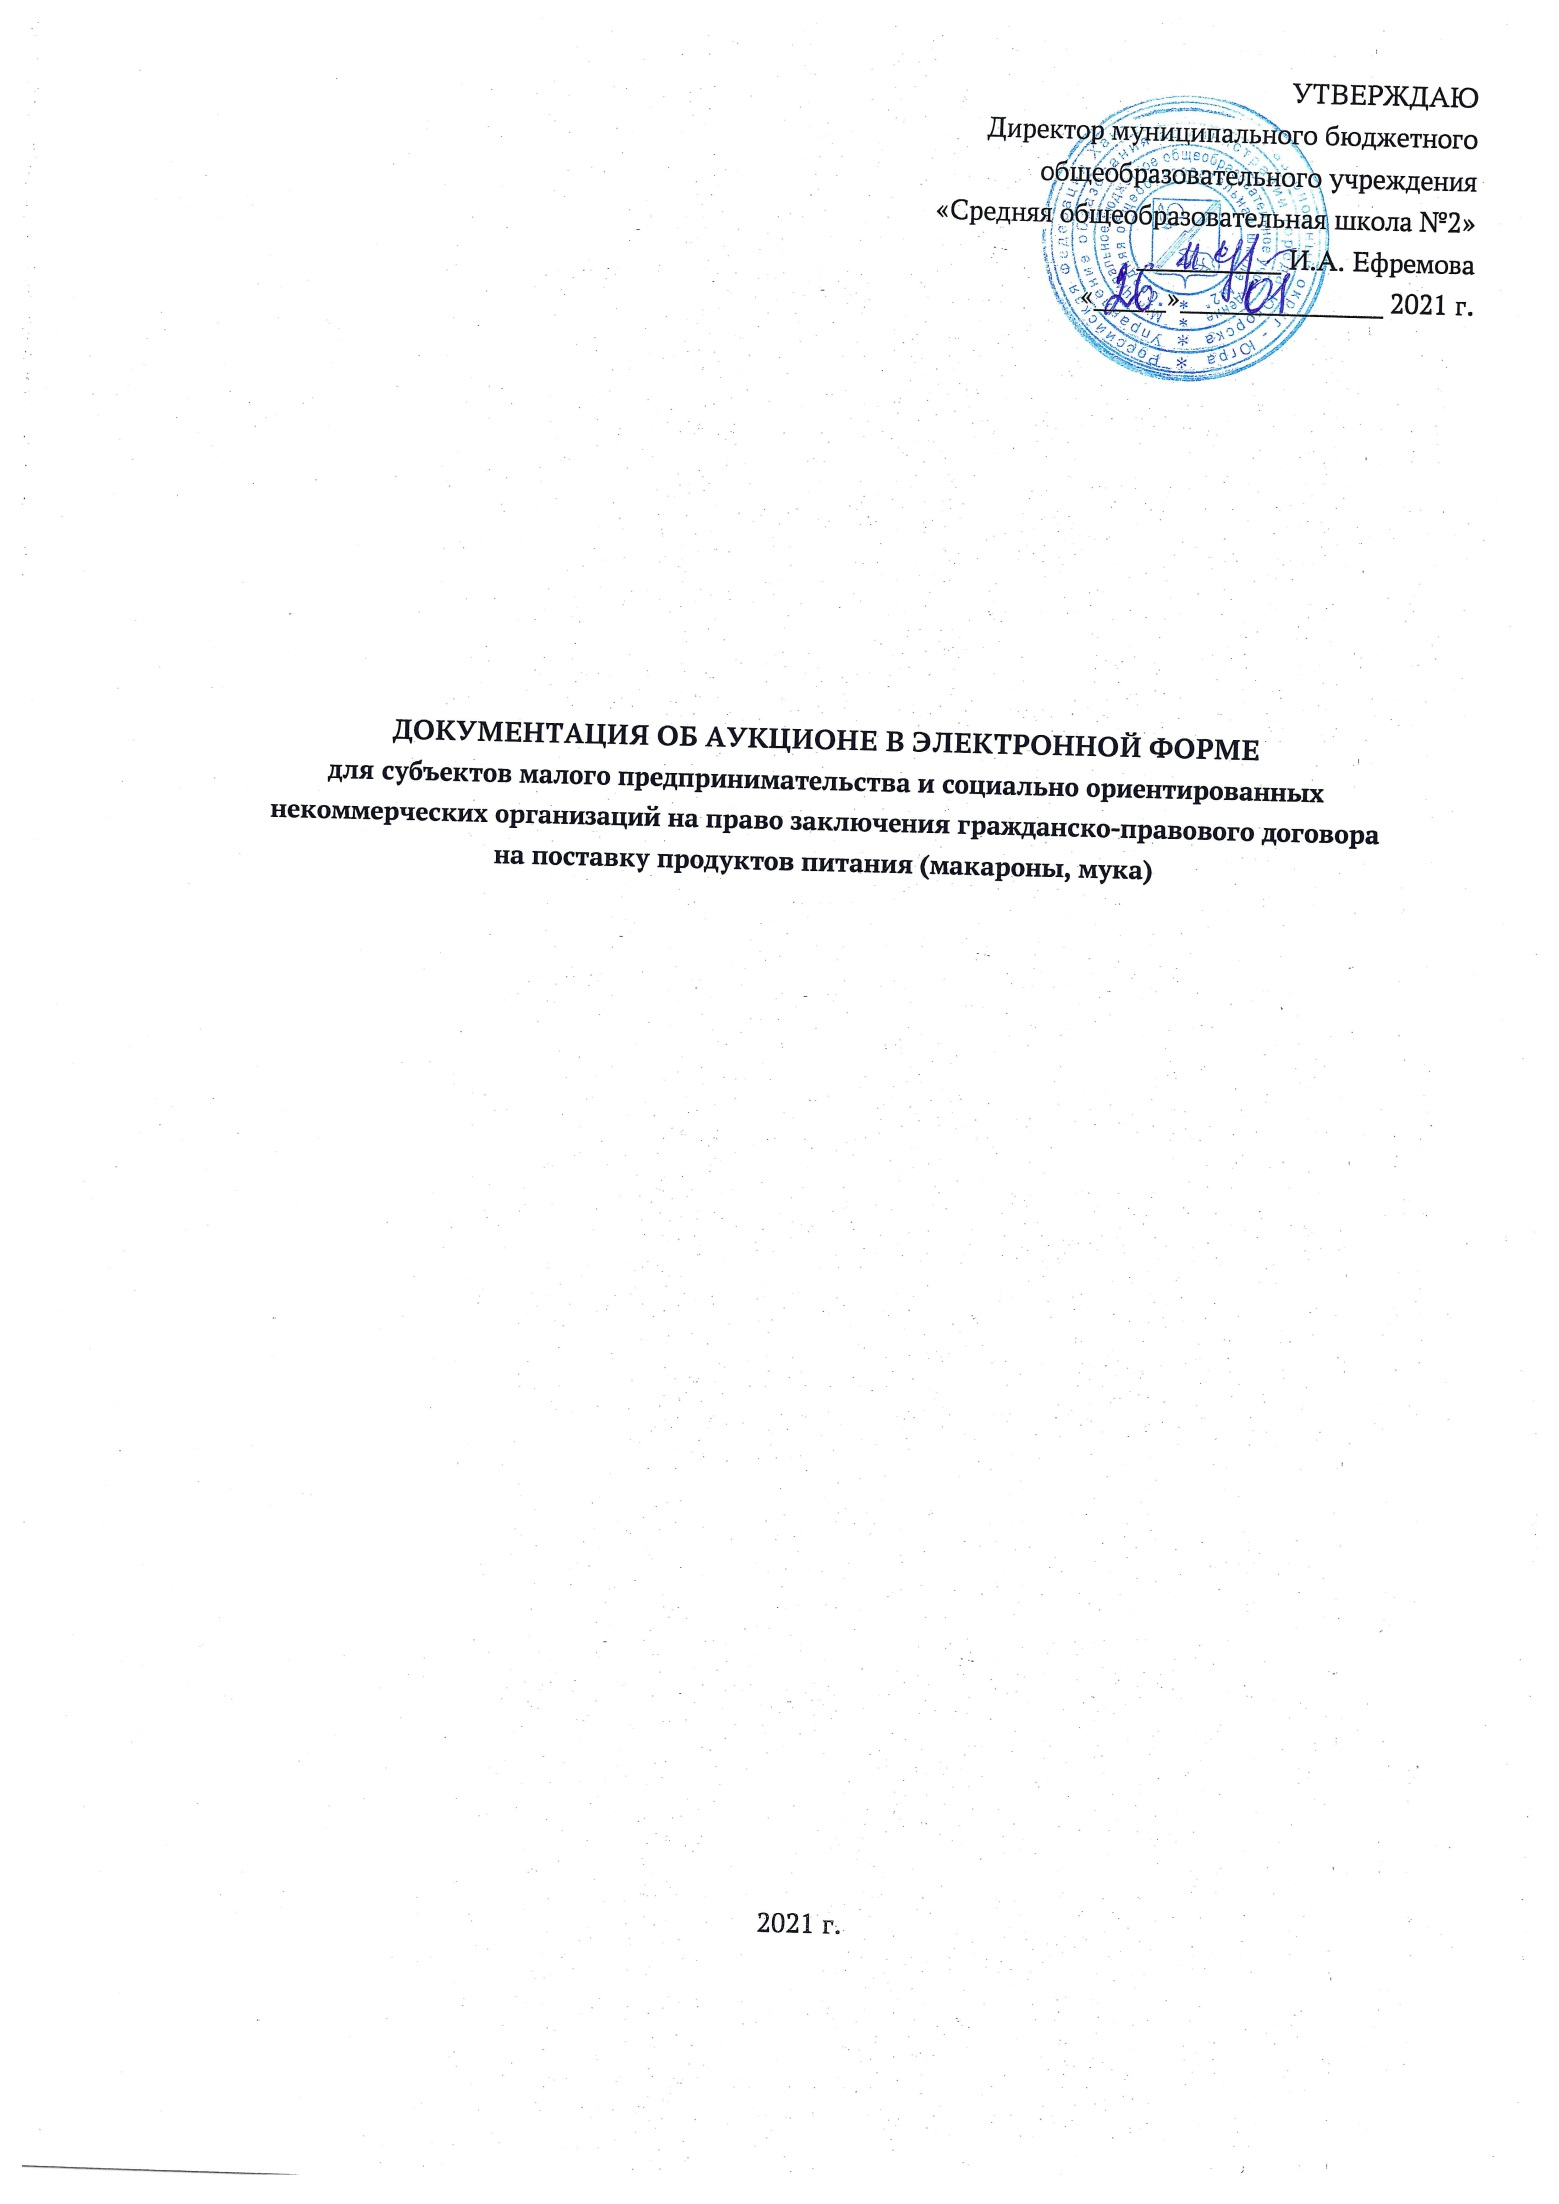 УТВЕРЖДАЮ
Директор муниципального бюджетного
общеобразовательного учреждения
«Средняя общеобразовательная школа №2»
__________ И.А. Ефремова
«26»01 2021 г.
ДОКУМЕНТАЦИЯ ОБ АУКЦИОНЕ В ЭЛЕКТРОННОЙ ФОРМЕ
для субъектов малого предпринимательства и социально ориентированных
некоммерческих организаций на право заключения гражданско-правового договора
на поставку продуктов питания (макароны, мука)
2021 г.